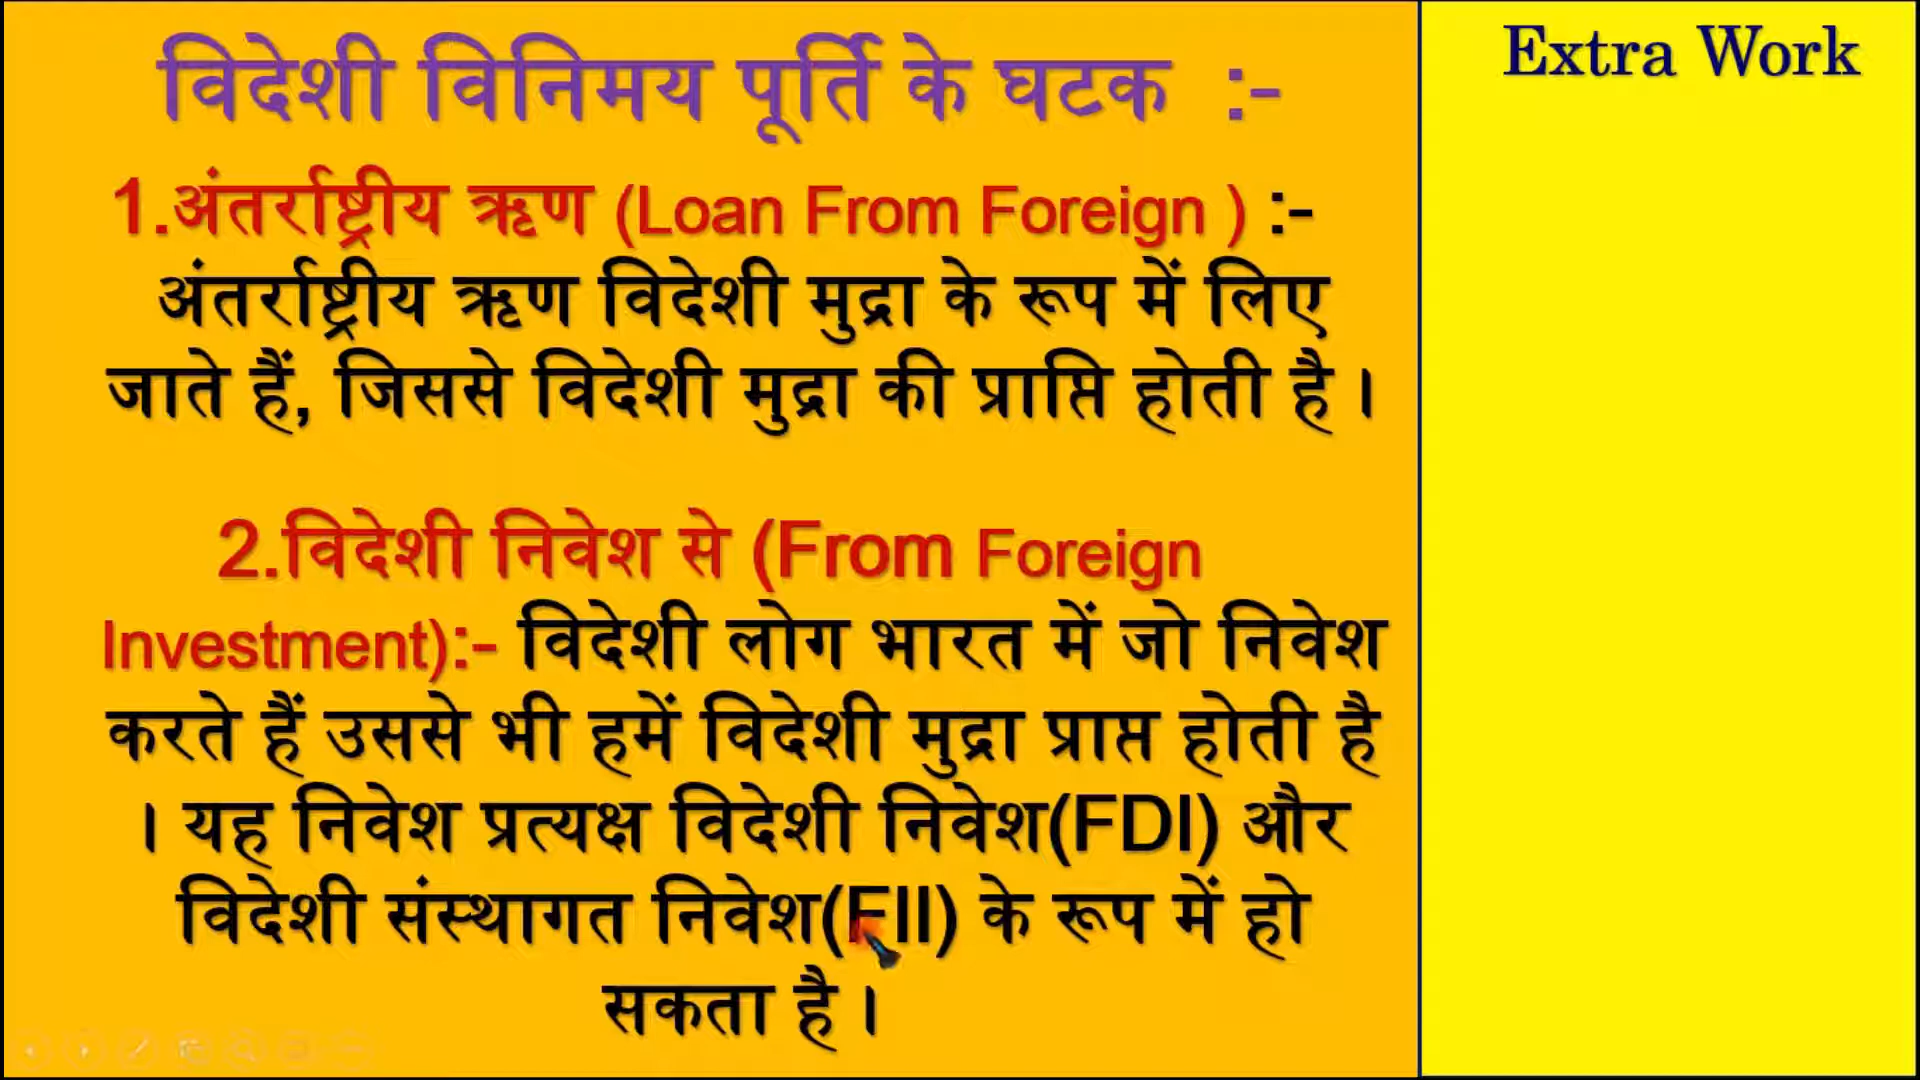 विदेशी विनिमय पूर्ति के घटक :-
1.अंतर्राष्ट्रीय ऋण (Loan From Foreign ) :-
अंतर्राष्ट्रीय ऋण विदेशी मुद्रा के रूप में लिए
जाते हैं, जिससे विदेशी मुद्रा की प्राप्ति होती है ।
2.विदेशी निवेश से (From Foreign
Investment):- विदेशी लोग भारत में जो निवेश
करते हैं उससे भी हमें विदेशी मुद्रा प्राप्त होती है
। यह निवेश प्रत्यक्ष विदेशी निवेश(FDI) और
विदेशी संस्थागत निवेश(FII) के रूप में हो
सकता है ।
Extra Work